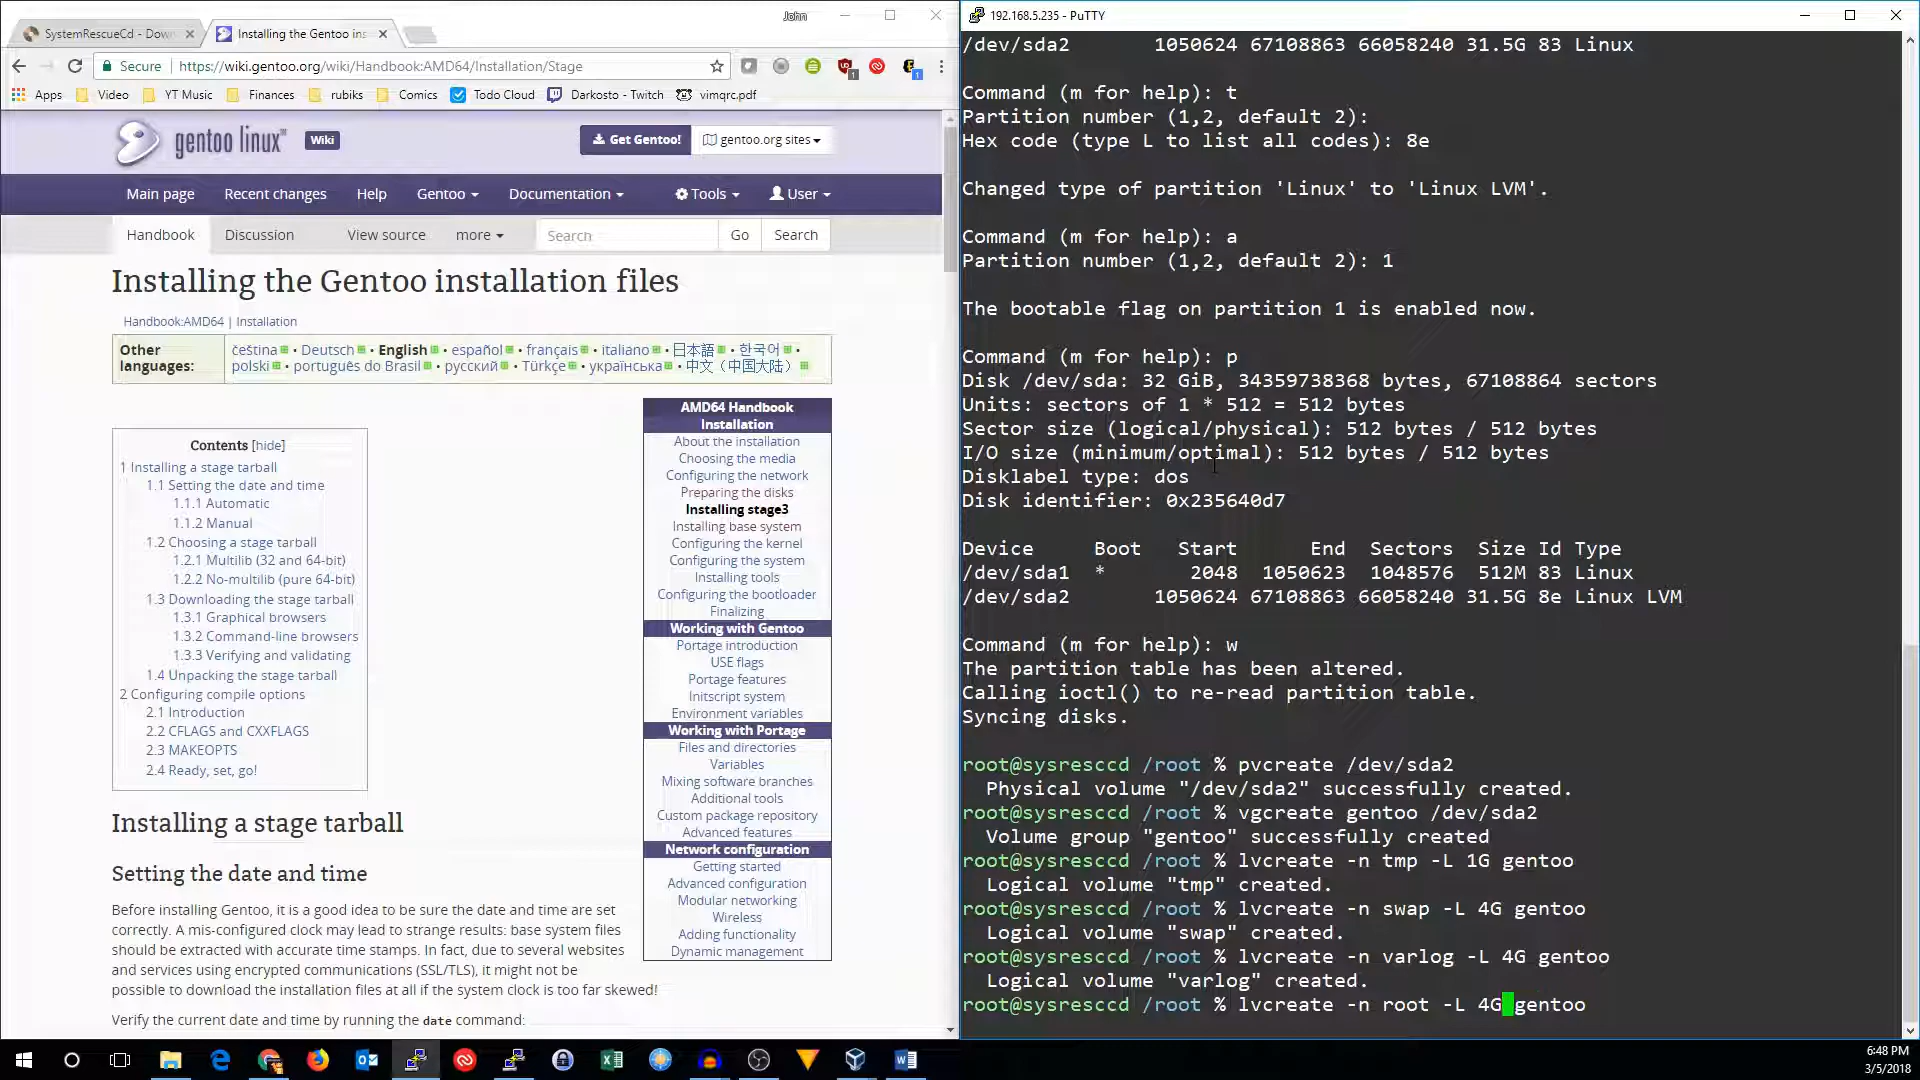 SystemRescueCd - Down
Installing the Gentoo ins
John
Secure
https://wiki.gentoo.org/wiki/Handbook:AMD64/Installation/Stage
Apps
Video
YT Music
Finances
rubiks
Comics
Todo Cloud
Darkosto - Twitch
vimqrc.pdf
gentoo linux
Wiki
Get Gentoo!
gentoo.org sites
Main page
Recent changes
Help
Gentoo
Documentation
Tools
User
Handbook
Discussion
View source
more
Search
Go
Search
Installing the Gentoo installation files
Handbook:AMD64 | Installation
Other languages:
čeština • Deutsch • English • español • français • italiano • 日本語 • 한국어 •
polski • português do Brasil • русский • Türkçe • українська • 中文（中国大陆）
Contents [hide]
1 Installing a stage tarball
1.1 Setting the date and time
1.1.1 Automatic
1.1.2 Manual
1.2 Choosing a stage tarball
1.2.1 Multilib (32 and 64-bit)
1.2.2 No-multilib (pure 64-bit)
1.3 Downloading the stage tarball
1.3.1 Graphical browsers
1.3.2 Command-line browsers
1.3.3 Verifying and validating
1.4 Unpacking the stage tarball
2 Configuring compile options
2.1 Introduction
2.2 CFLAGS and CXXFLAGS
2.3 MAKEOPTS
2.4 Ready, set, go!
AMD64 Handbook
Installation
About the installation
Choosing the media
Configuring the network
Preparing the disks
Installing stage3
Installing base system
Configuring the kernel
Configuring the system
Installing tools
Configuring the bootloader
Finalizing
Working with Gentoo
Portage introduction
USE flags
Portage features
Initscript system
Environment variables
Working with Portage
Files and directories
Variables
Mixing software branches
Additional tools
Custom package repository
Advanced features
Network configuration
Getting started
Advanced configuration
Modular networking
Wireless
Adding functionality
Dynamic management
Installing a stage tarball
Setting the date and time
Before installing Gentoo, it is a good idea to be sure the date and time are set
correctly. A mis-configured clock may lead to strange results: base system files
should be extracted with accurate time stamps. In fact, due to several websites
and services using encrypted communications (SSL/TLS), it might not be
possible to download the installation files at all if the system clock is too far skewed!
Verify the current date and time by running the date command:
192.168.5.235 - PuTTY
/dev/sda2 1050624 67108863 66058240 31.5G 83 Linux
Command (m for help): t
Partition number (1,2, default 2):
Hex code (type L to list all codes): 8e
Changed type of partition 'Linux' to 'Linux LVM'.
Command (m for help): a
Partition number (1,2, default 2): 1
The bootable flag on partition 1 is enabled now.
Command (m for help): p
Disk /dev/sda: 32 GiB, 34359738368 bytes, 67108864 sectors
Units: sectors of 1 * 512 = 512 bytes
Sector size (logical/physical): 512 bytes / 512 bytes
I/O size (minimum/optimal): 512 bytes / 512 bytes
Disklabel type: dos
Disk identifier: 0x235640d7
Device Boot Start End Sectors Size Id Type
/dev/sda1 * 2048 1050623 1048576 512M 83 Linux
/dev/sda2 1050624 67108863 66058240 31.5G 8e Linux LVM
Command (m for help): w
The partition table has been altered.
Calling ioctl() to re-read partition table.
Syncing disks.
root@sysresccd /root % pvcreate /dev/sda2
Physical volume "/dev/sda2" successfully created.
root@sysresccd /root % vgcreate gentoo /dev/sda2
Volume group "gentoo" successfully created
root@sysresccd /root % lvcreate -n tmp -L 1G gentoo
Logical volume "tmp" created.
root@sysresccd /root % lvcreate -n swap -L 4G gentoo
Logical volume "swap" created.
root@sysresccd /root % lvcreate -n varlog -L 4G gentoo
Logical volume "varlog" created.
root@sysresccd /root % lvcreate -n root -L 4G gentoo
6:48 PM
3/5/2018